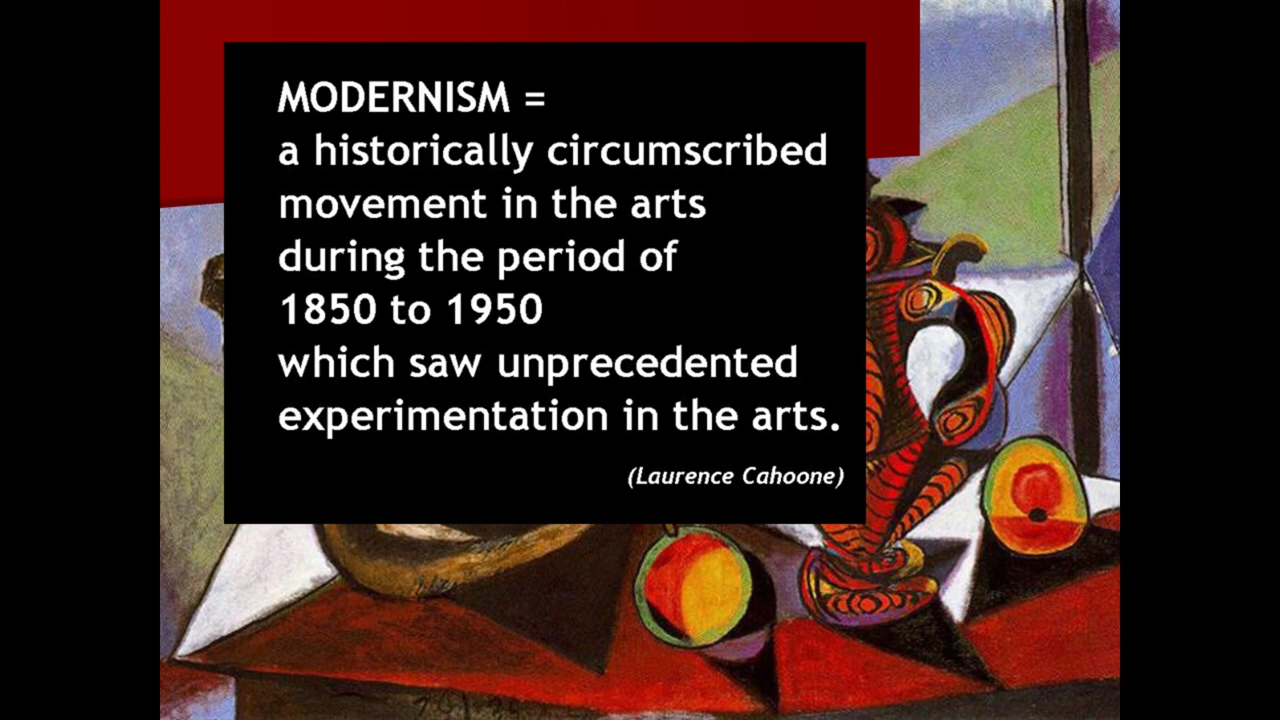 MODERNISM =
a historically circumscribed
movement in the arts
during the period of
1850 to 1950
which saw unprecedented
experimentation in the arts.
(Laurence Cahoone)